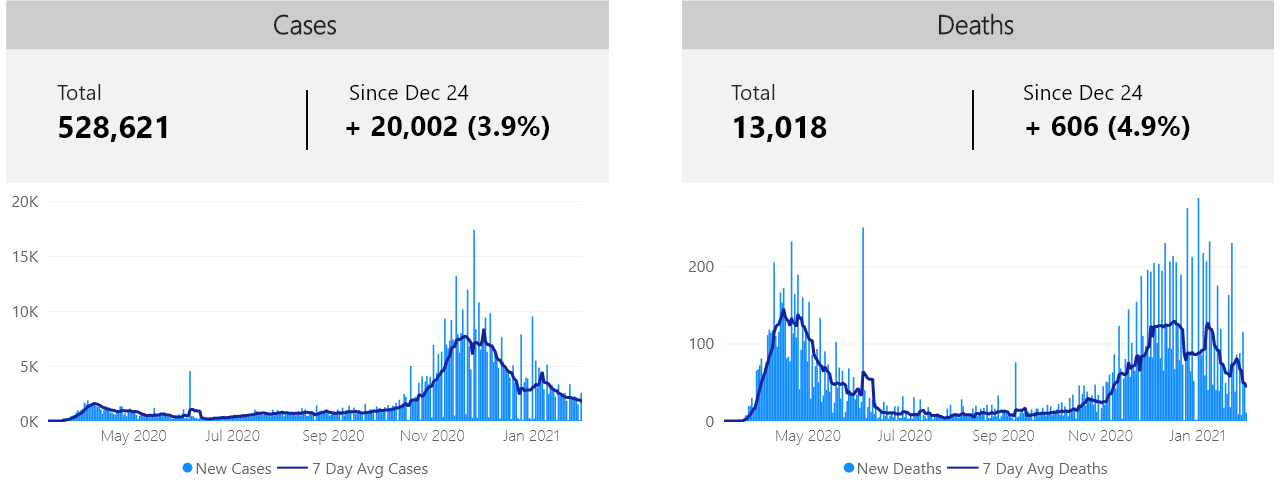 Cases
Total
528,621
Since Dec 24
+ 20,002 (3.9%)
20K
15K
10K
5K
0K
May 2020 Jul 2020 Sep 2020 Nov 2020 Jan 2021
New Cases 7 Day Avg Cases
Deaths
Total
13,018
Since Dec 24
+ 606 (4.9%)
200
100
0
May 2020 Jul 2020 Sep 2020 Nov 2020 Jan 2021
New Deaths 7 Day Avg Deaths